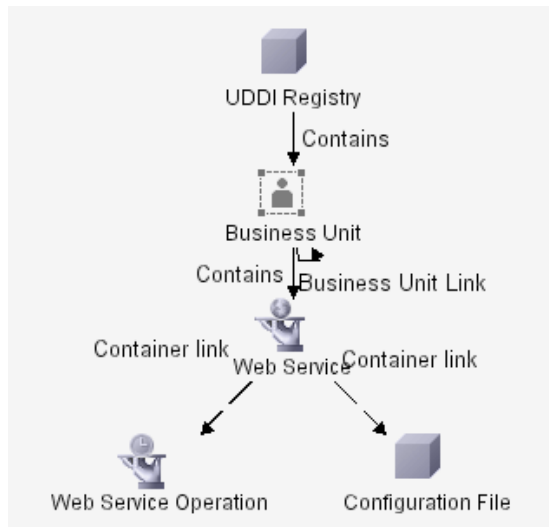 UDDI Registry
Contains
Business Unit
Contains
Business Unit Link
Container link
Web Service
Container link
Web Service Operation
Configuration File